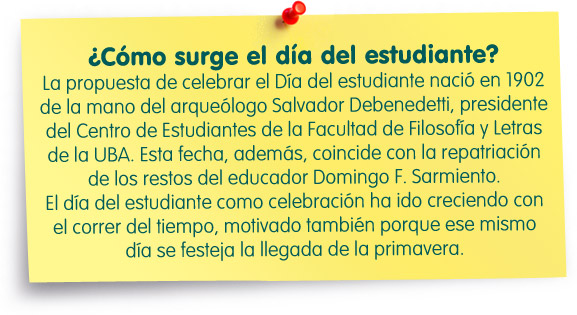 ¿Cómo surge el día del estudiante?
La propuesta de celebrar el Día del estudiante nació en 1902
de la mano del arqueólogo Salvador Debenedetti, presidente
del Centro de Estudiantes de la Facultad de Filosofía y Letras
de la UBA. Esta fecha, además, coincide con la repatriación
de los restos del educador Domingo F. Sarmiento.
El día del estudiante como celebración ha ido creciendo con
el correr del tiempo, motivado también porque ese mismo
día se festeja la llegada de la primavera.